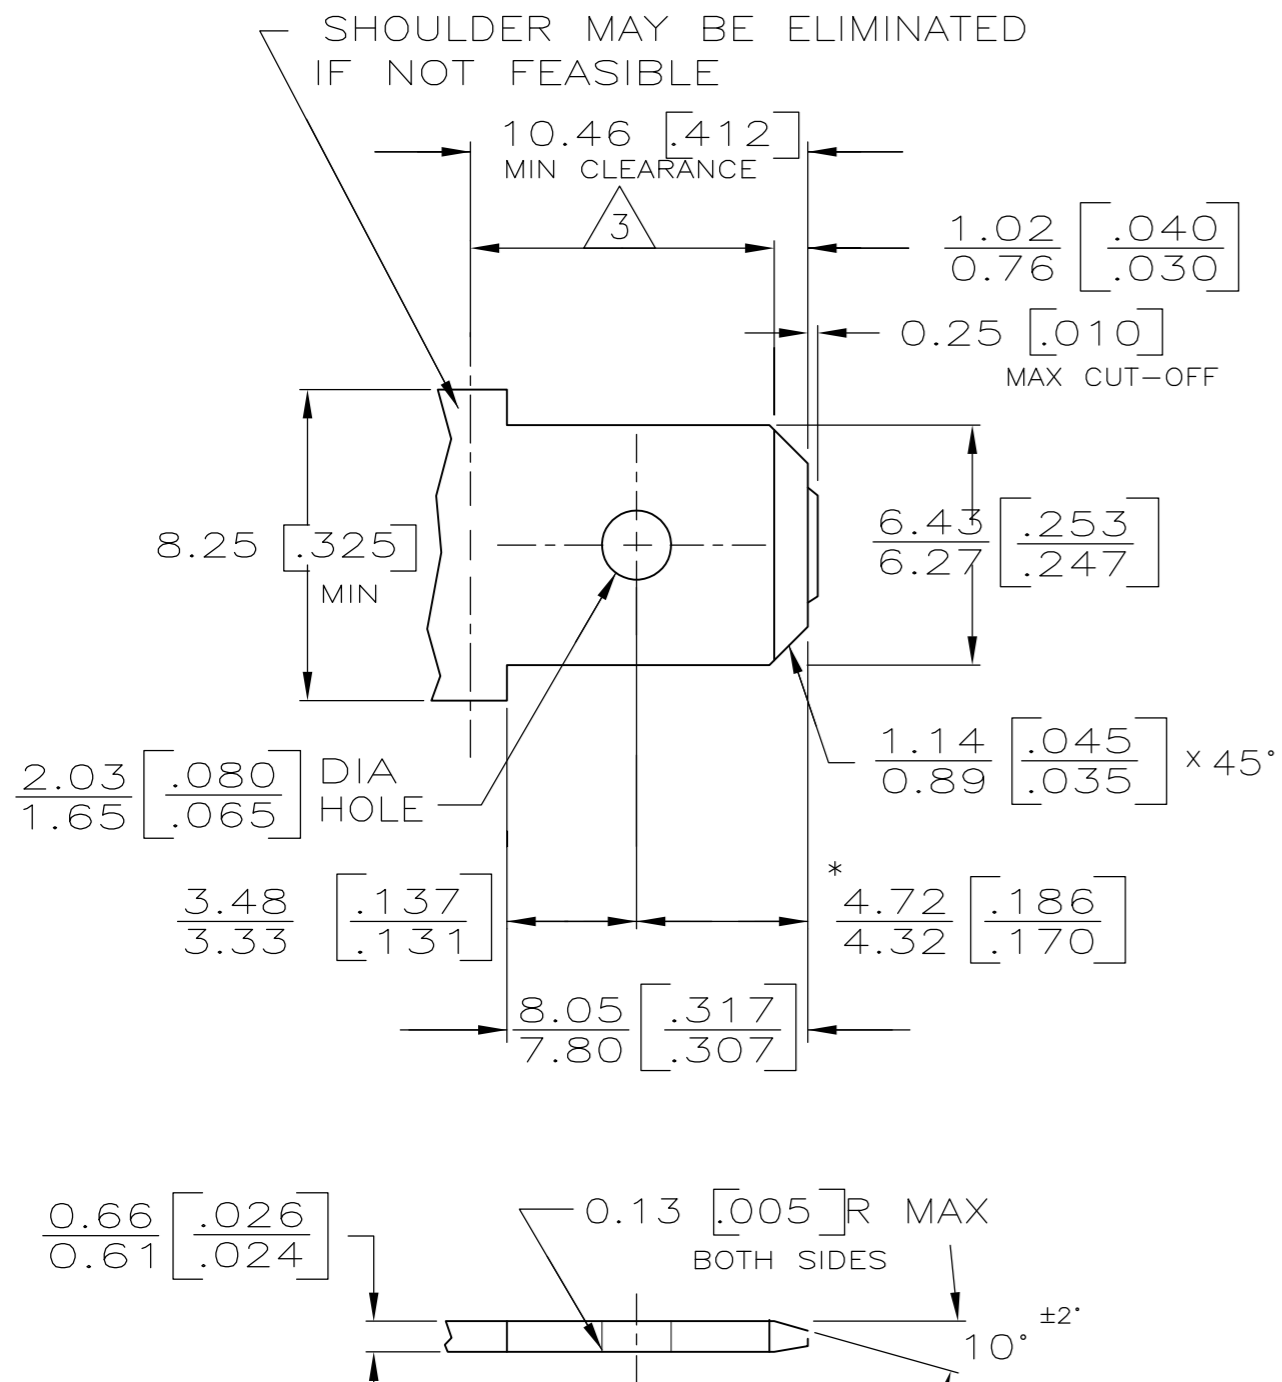 SHOULDER MAY BE ELIMINATED
IF NOT FEASIBLE
10.46 [.412]
MIN CLEARANCE
3
1.02 [.040
0.76 .030]
0.25 [.010]
MAX CUT-OFF
8.25 [.325]
MIN
6.43 [.253
6.27 .247]
2.03 [.080
1.65 .065] DIA
HOLE
1.14 [.045
0.89 .035] x 45°
3.48 [.137
3.33 .131]
*
4.72 [.186
4.32 .170]
8.05 [.317
7.80 .307]
0.66 [.026
0.61 .024]
0.13 [.005] R MAX
BOTH SIDES
10° ±2°